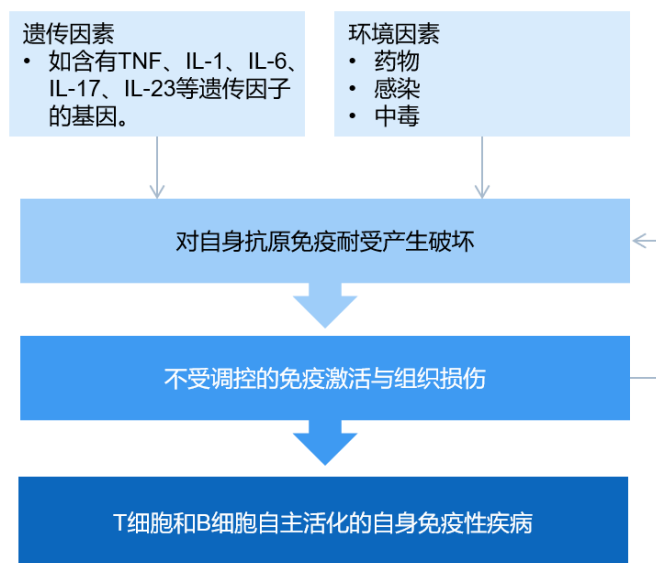 遗传因素
• 如含有TNF、IL-1、IL-6、
IL-17、IL-23等遗传因子
的基因。
环境因素
• 药物
• 感染
• 中毒
对自身抗原免疫耐受产生破坏
不受调控的免疫激活与组织损伤
T细胞和B细胞自主活化的自身免疫性疾病